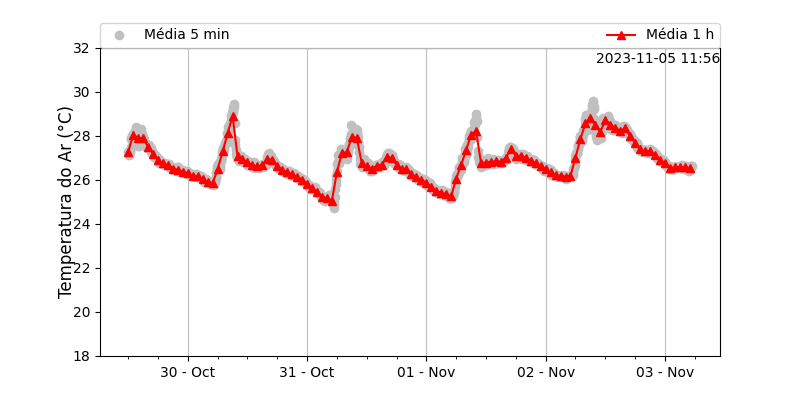 Média 5 min
Média 1 h
2023-11-05 11:56
Temperatura do Ar (°C)
32
30
28
26
24
22
20
18
30 - Oct
31 - Oct
01 - Nov
02 - Nov
03 - Nov